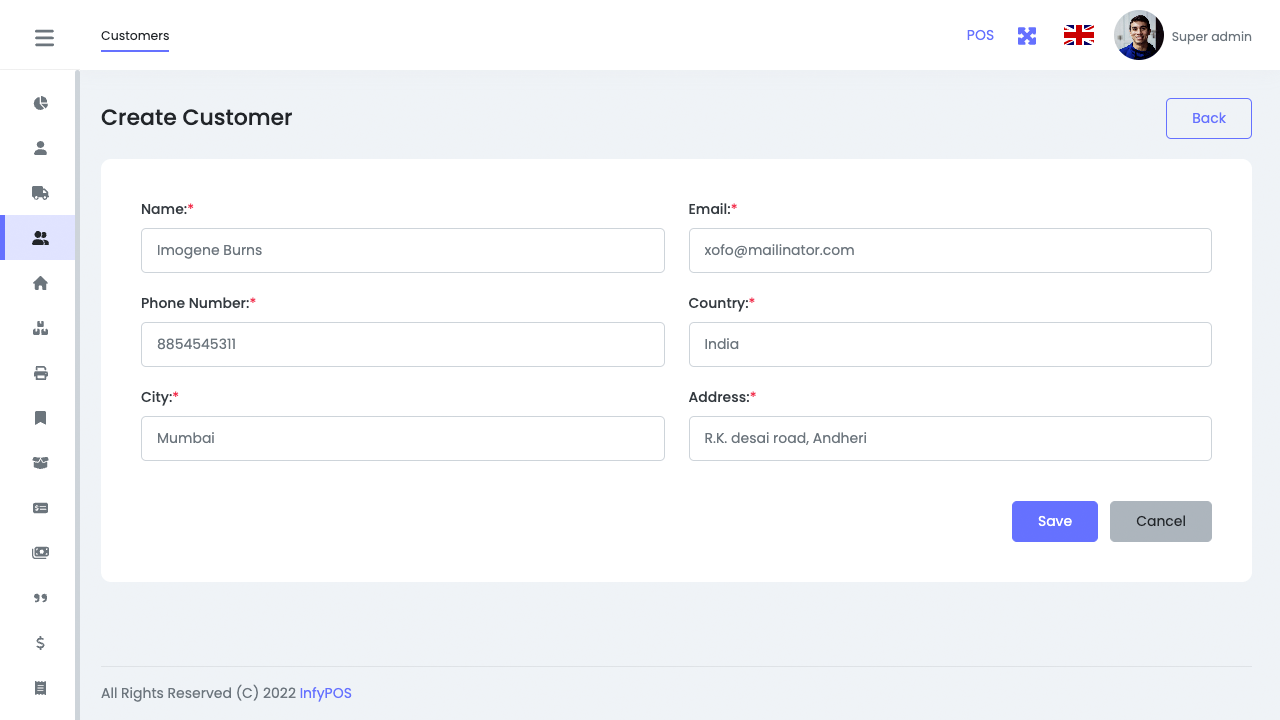 Customers
POS
Super admin
Create Customer
Back
Name:*
Email:*
Imogene Burns
xofo@mailinator.com
Phone Number:*
Country:*
8854545311
India
City:*
Address:*
Mumbai
R.K. desai road, Andheri
Save
Cancel
All Rights Reserved (C) 2022 InfyPOS